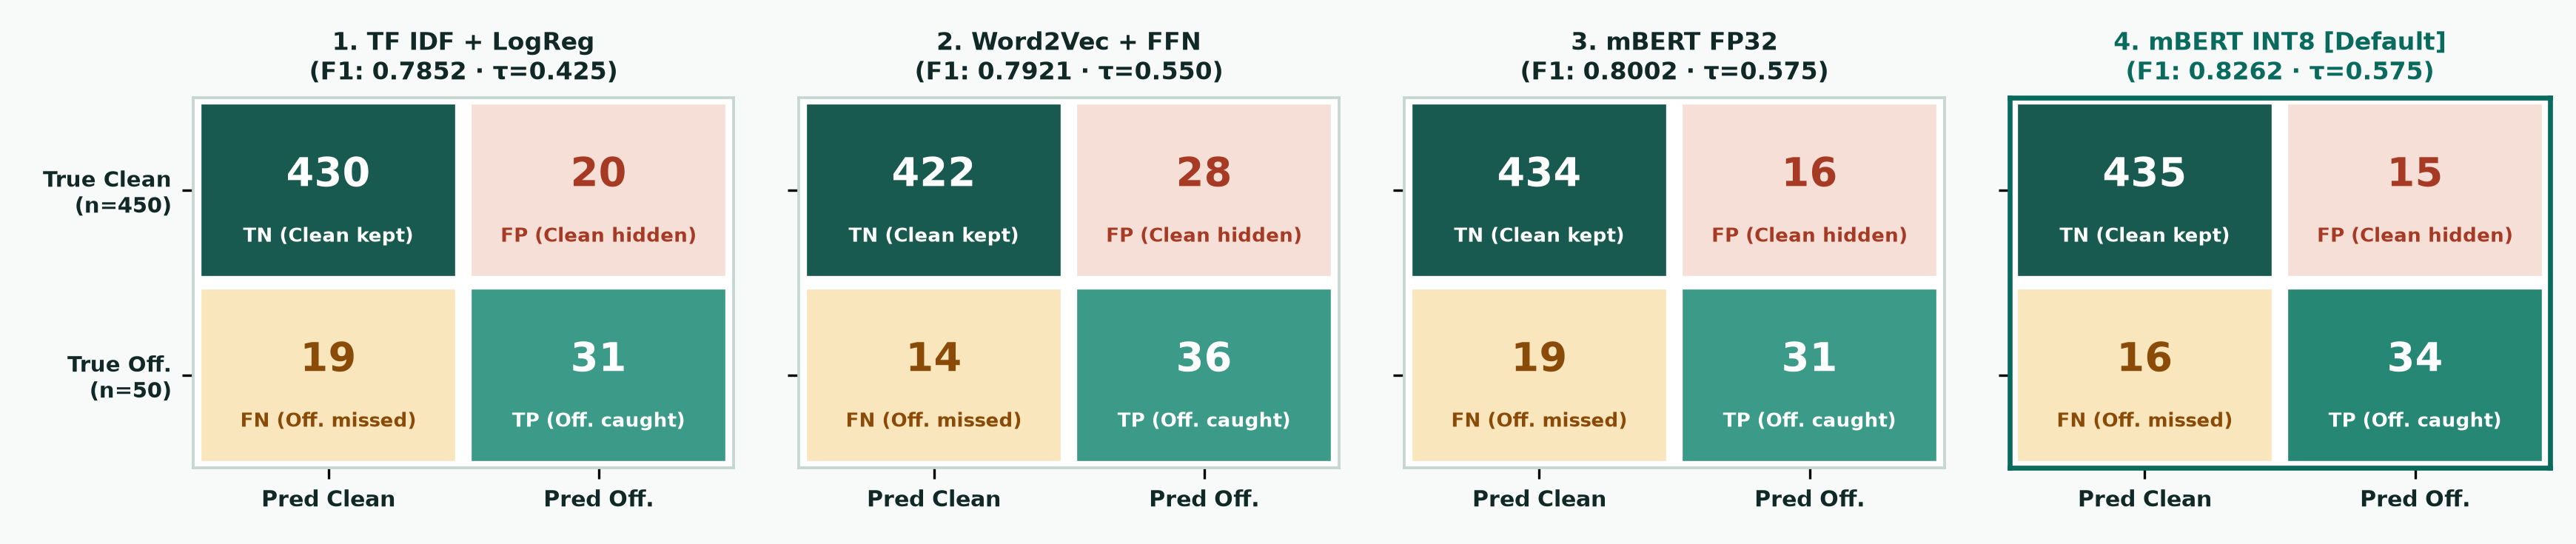 1. TF IDF + LogReg
(F1: 0.7852 · τ=0.425)
True Clean
(n=450)
True Off.
(n=50)
430
TN (Clean kept)
20
FP (Clean hidden)
19
FN (Off. missed)
31
TP (Off. caught)
Pred Clean
Pred Off.
2. Word2Vec + FFN
(F1: 0.7921 · τ=0.550)
422
TN (Clean kept)
28
FP (Clean hidden)
14
FN (Off. missed)
36
TP (Off. caught)
Pred Clean
Pred Off.
3. mBERT FP32
(F1: 0.8002 · τ=0.575)
434
TN (Clean kept)
16
FP (Clean hidden)
19
FN (Off. missed)
31
TP (Off. caught)
Pred Clean
Pred Off.
4. mBERT INT8 [Default]
(F1: 0.8262 · τ=0.575)
435
TN (Clean kept)
15
FP (Clean hidden)
16
FN (Off. missed)
34
TP (Off. caught)
Pred Clean
Pred Off.